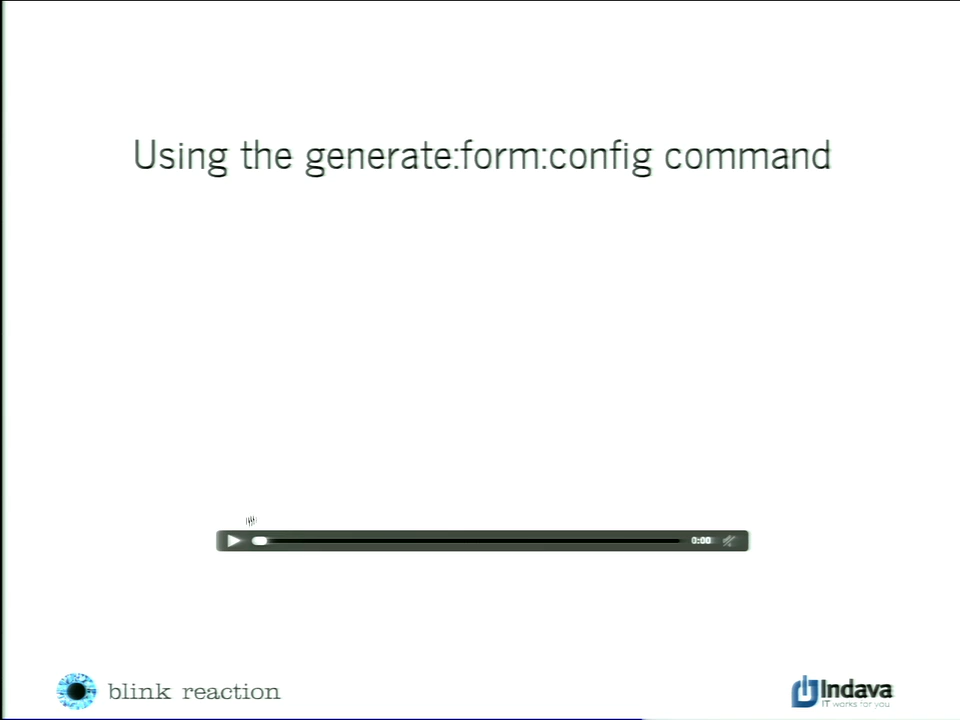 Using the generate:form:config command
0:00
blink reaction
Indava
IT works for you